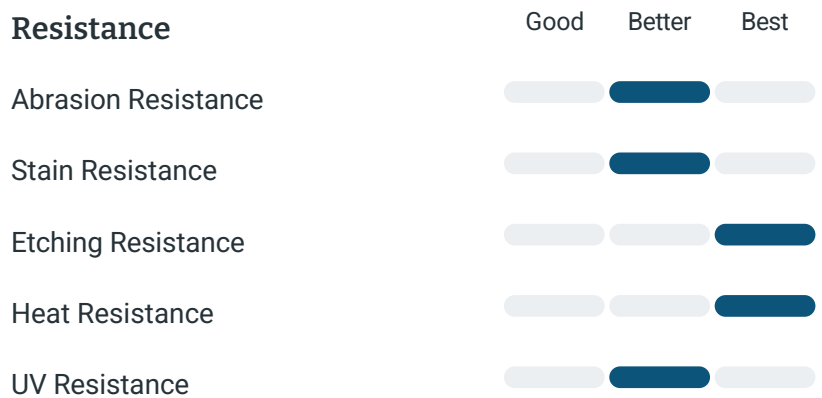 Resistance Good Better Best
Abrasion Resistance
Stain Resistance
Etching Resistance
Heat Resistance
UV Resistance